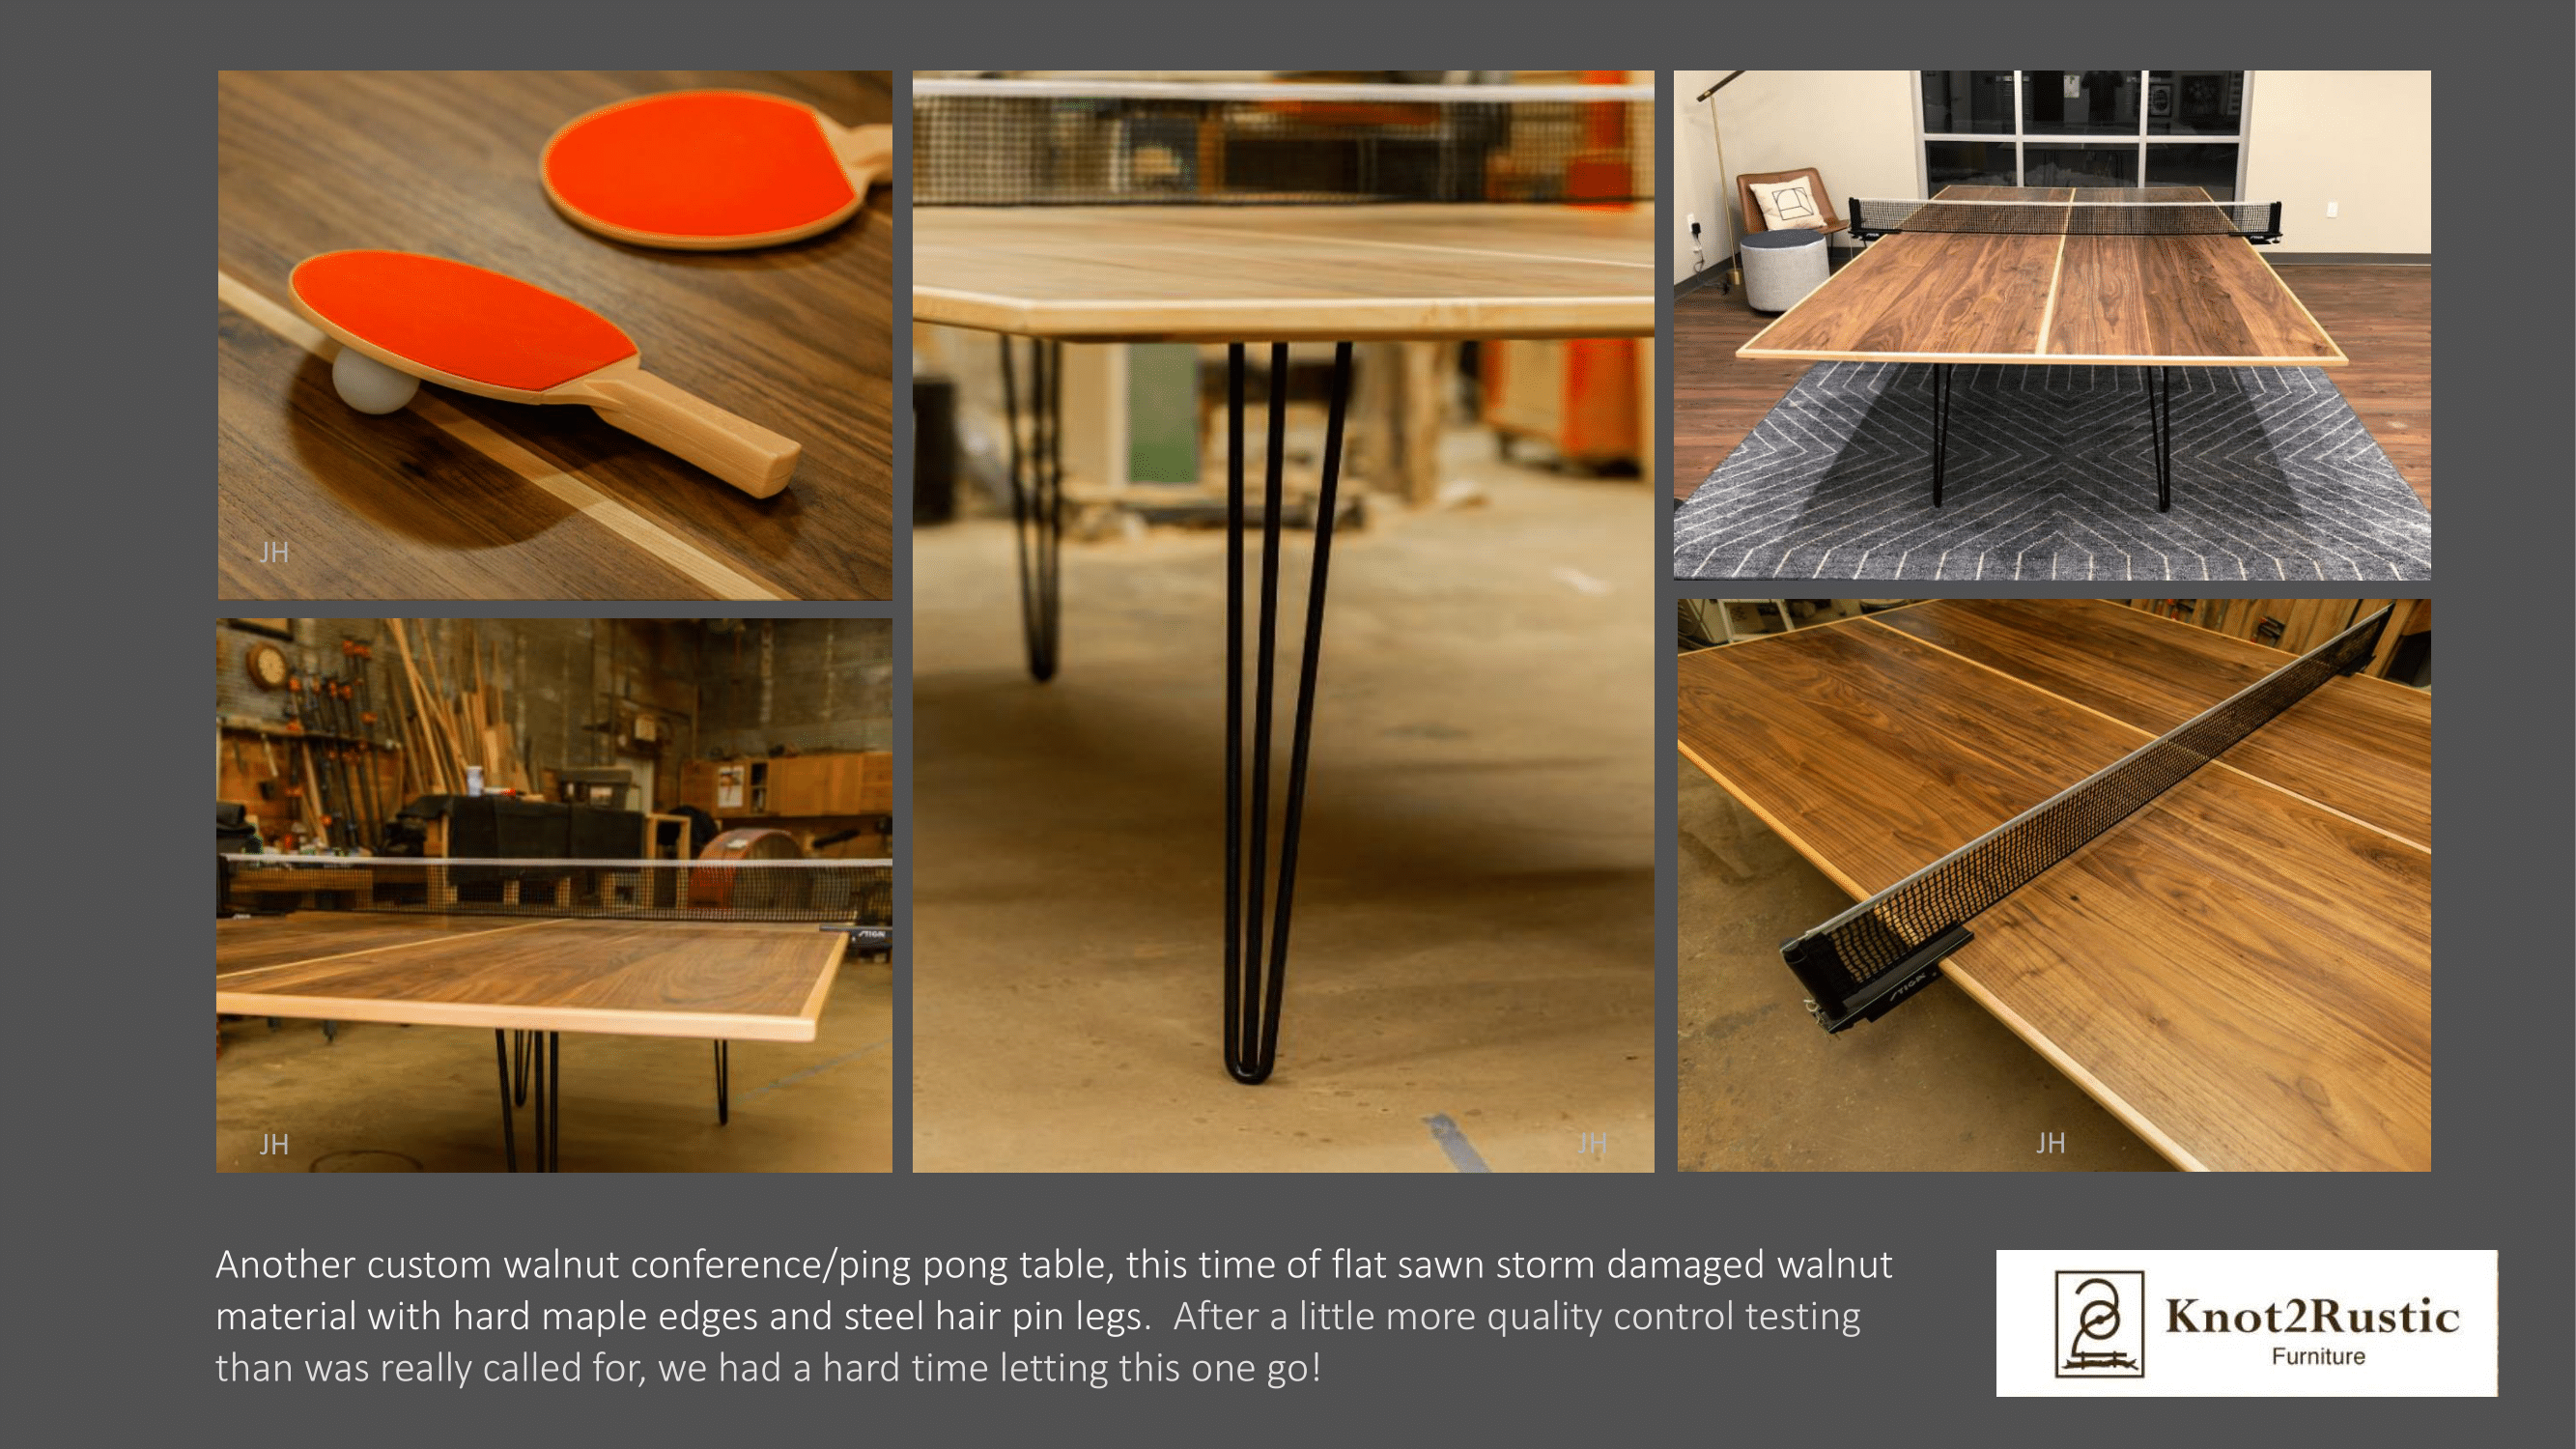 JH
JH
JH
JH
STIGA
STIGA
Another custom walnut conference/ping pong table, this time of flat sawn storm damaged walnut
material with hard maple edges and steel hair pin legs.  After a little more quality control testing
than was really called for, we had a hard time letting this one go!
Knot2Rustic
Furniture